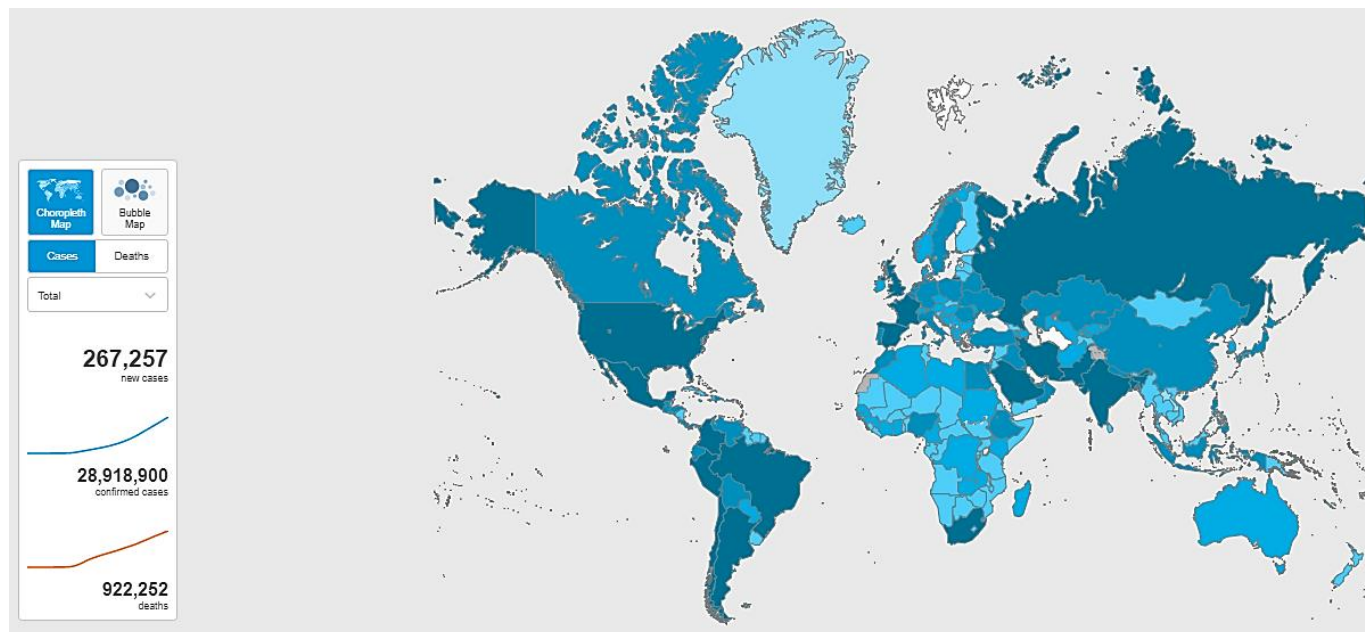 Choropleth
Map
Bubble
Map
Cases
Deaths
Total
267,257
new cases
28,918,900
confirmed cases
922,252
deaths